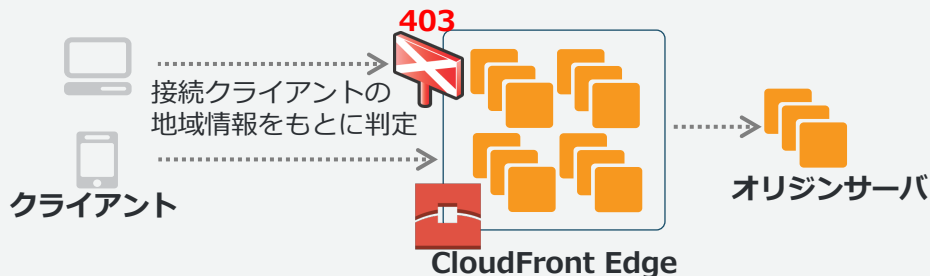 403
接続クライアントの
地域情報をもとに判定
クライアント
オリジンサーバ
CloudFront Edge